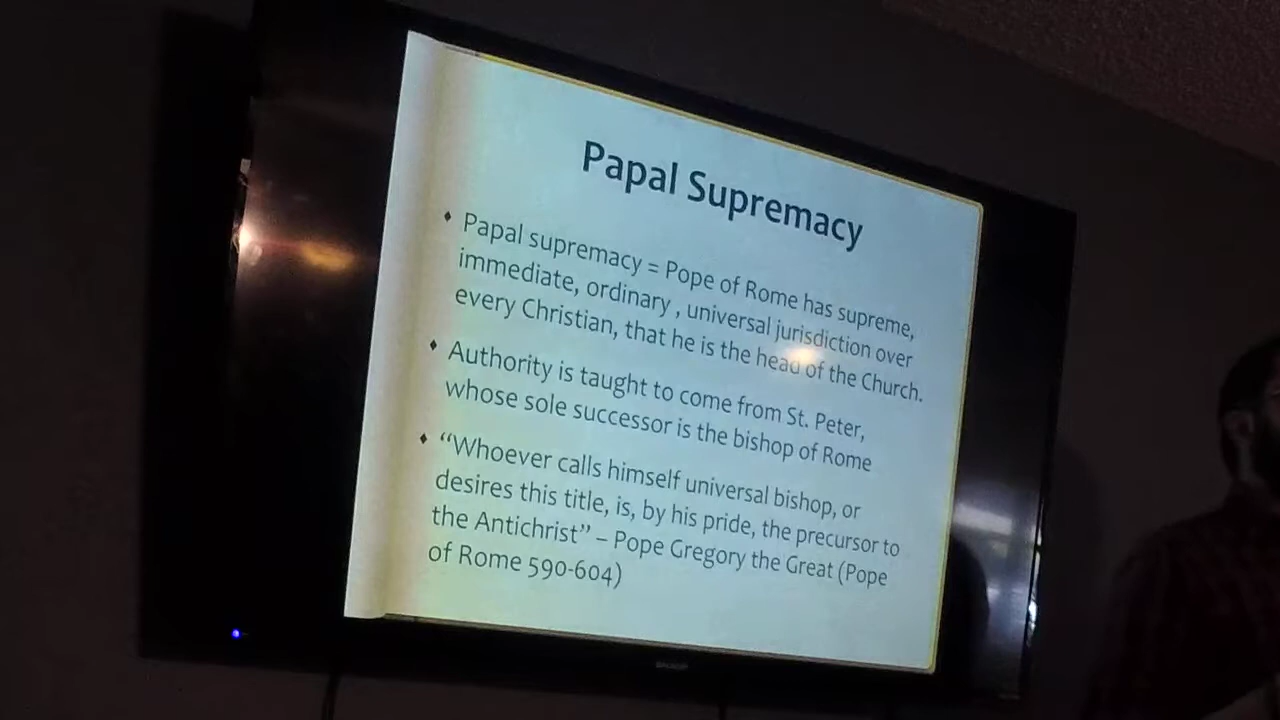 Papal Supremacy
Papal supremacy = Pope of Rome has supreme,
immediate, ordinary , universal jurisdiction over
every Christian, that he is the head of the Church.
Authority is taught to come from St. Peter,
whose sole successor is the bishop of Rome
“Whoever calls himself universal bishop, or
desires this title, is, by his pride, the precursor to
the Antichrist” – Pope Gregory the Great (Pope
of Rome 590-604)